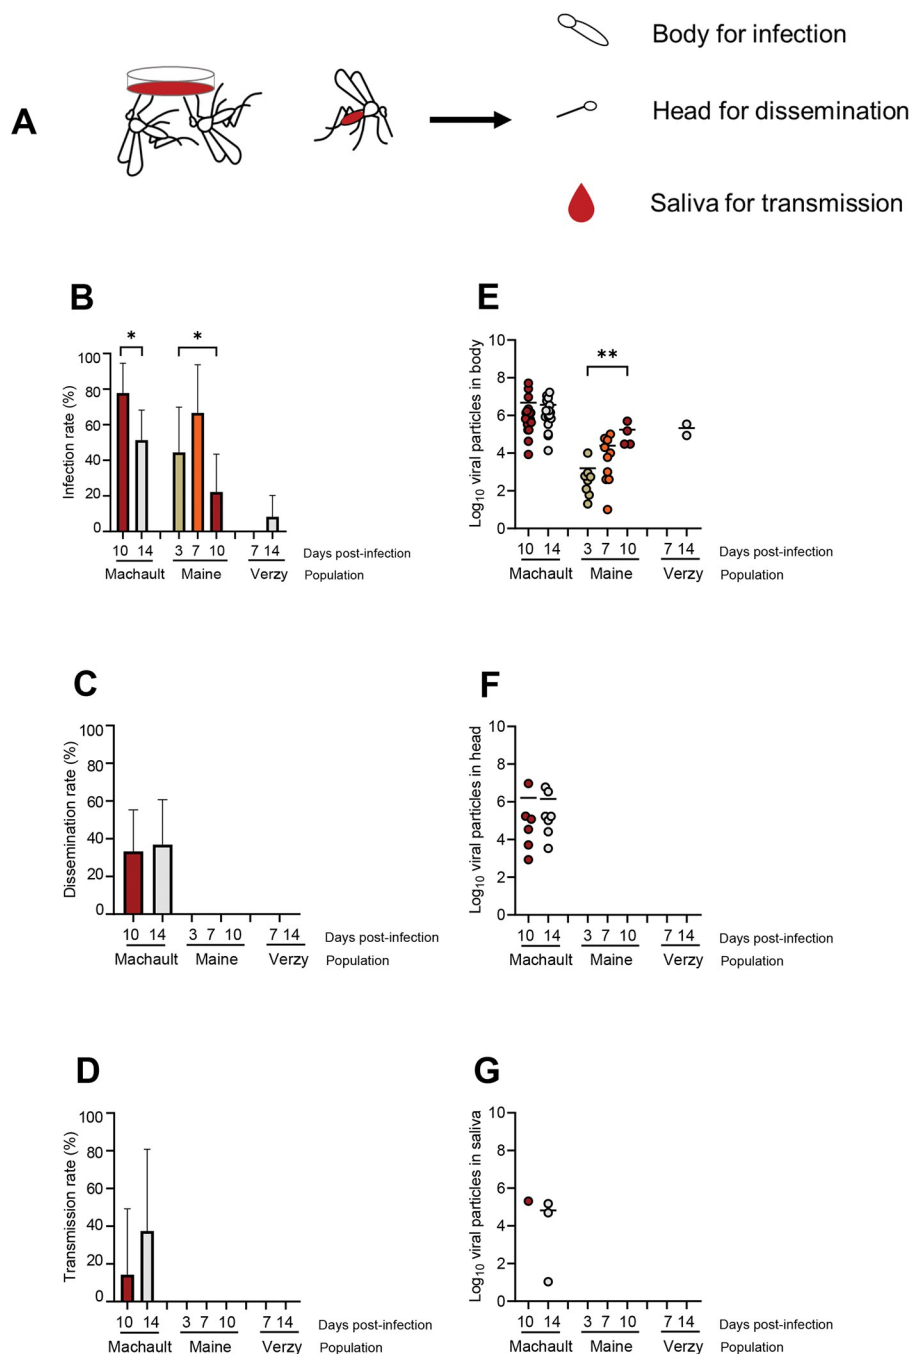 A
Body for infection
Head for dissemination
Saliva for transmission
B
Infection rate (%)
100
80
60
40
20
0
*
*
10 14 3 7 10 7 14 Days post-infection
Machault Maine Verzy Population
E
Log10 viral particles in body
10
8
6
4
2
0
**
10 14 3 7 10 7 14 Days post-infection
Machault Maine Verzy Population
C
Dissemination rate (%)
100
80
60
40
20
0
10 14 3 7 10 7 14 Days post-infection
Machault Maine Verzy Population
F
Log10 viral particles in head
10
8
6
4
2
0
10 14 3 7 10 7 14 Days post-infection
Machault Maine Verzy Population
D
Transmission rate (%)
100
80
60
40
20
0
10 14 3 7 10 7 14 Days post-infection
Machault Maine Verzy Population
G
Log10 viral particles in saliva
10
8
6
4
2
0
10 14 3 7 10 7 14 Days post-infection
Machault Maine Verzy Population